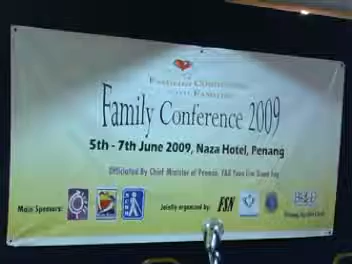 Family Conference 2009
5th - 7th June 2009, Naza Hotel, Penang
Officiated By Chief Minister of Penang, YAB Tuan Lim Guan Eng
Main Sponsors:
Jointly organized by: FSN